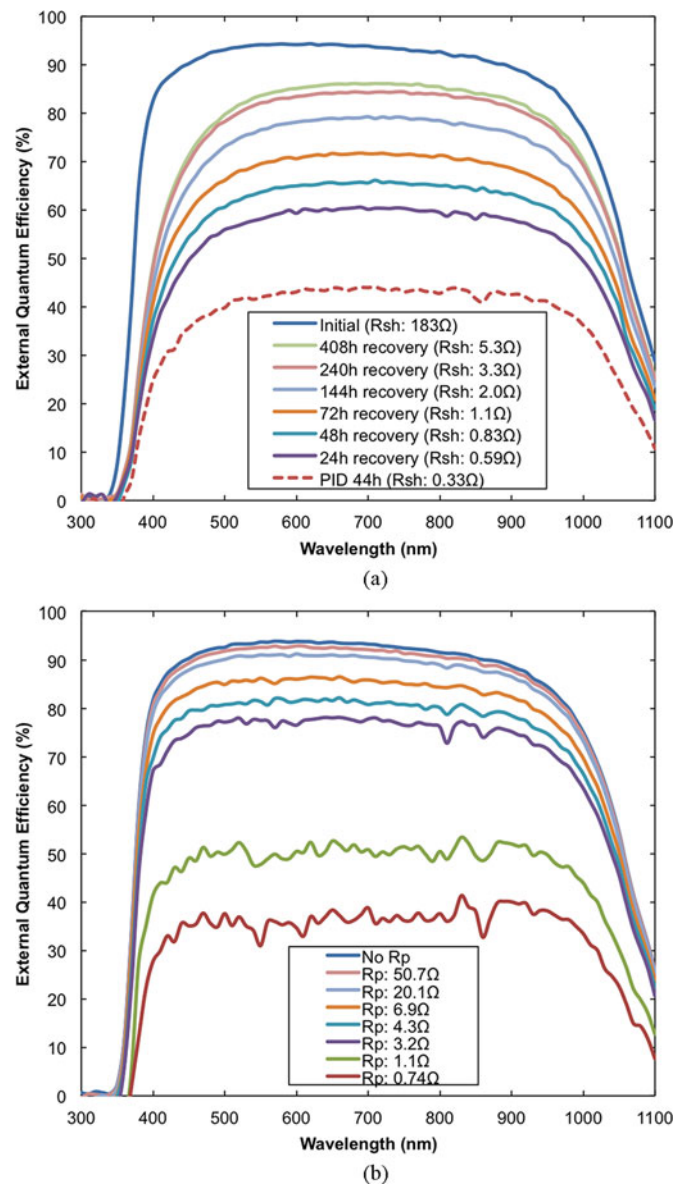 100
90
80
70
60
50
40
30
20
10
0
External Quantum Efficiency (%)
Initial (Rsh: 183Ω)
408h recovery (Rsh: 5.3Ω)
240h recovery (Rsh: 3.3Ω)
144h recovery (Rsh: 2.0Ω)
72h recovery (Rsh: 1.1Ω)
48h recovery (Rsh: 0.83Ω)
24h recovery (Rsh: 0.59Ω)
PID 44h (Rsh: 0.33Ω)
300 400 500 600 700 800 900 1000 1100
Wavelength (nm)
(a)
100
90
80
70
60
50
40
30
20
10
0
External Quantum Efficiency (%)
No Rp
Rp: 50.7Ω
Rp: 20.1Ω
Rp: 6.9Ω
Rp: 4.3Ω
Rp: 3.2Ω
Rp: 1.1Ω
Rp: 0.74Ω
300 400 500 600 700 800 900 1000 1100
Wavelength (nm)
(b)